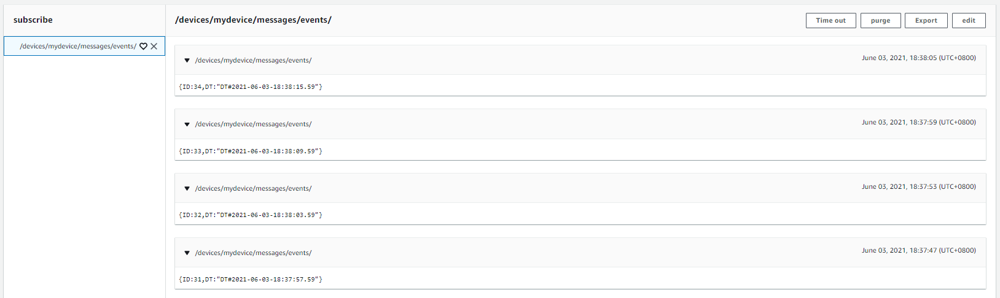 subscribe
/devices/mydevice/messages/events/
/devices/mydevice/messages/events/
Time out
purge
Export
edit
/devices/mydevice/messages/events/
June 03, 2021, 18:38:05 (UTC+0800)
{ID:34,DT:"DT#2021-06-03-18:38:15.59"}
/devices/mydevice/messages/events/
June 03, 2021, 18:37:59 (UTC+0800)
{ID:33,DT:"DT#2021-06-03-18:38:09.59"}
/devices/mydevice/messages/events/
June 03, 2021, 18:37:53 (UTC+0800)
{ID:32,DT:"DT#2021-06-03-18:38:03.59"}
/devices/mydevice/messages/events/
June 03, 2021, 18:37:47 (UTC+0800)
{ID:31,DT:"DT#2021-06-03-18:37:57.59"}